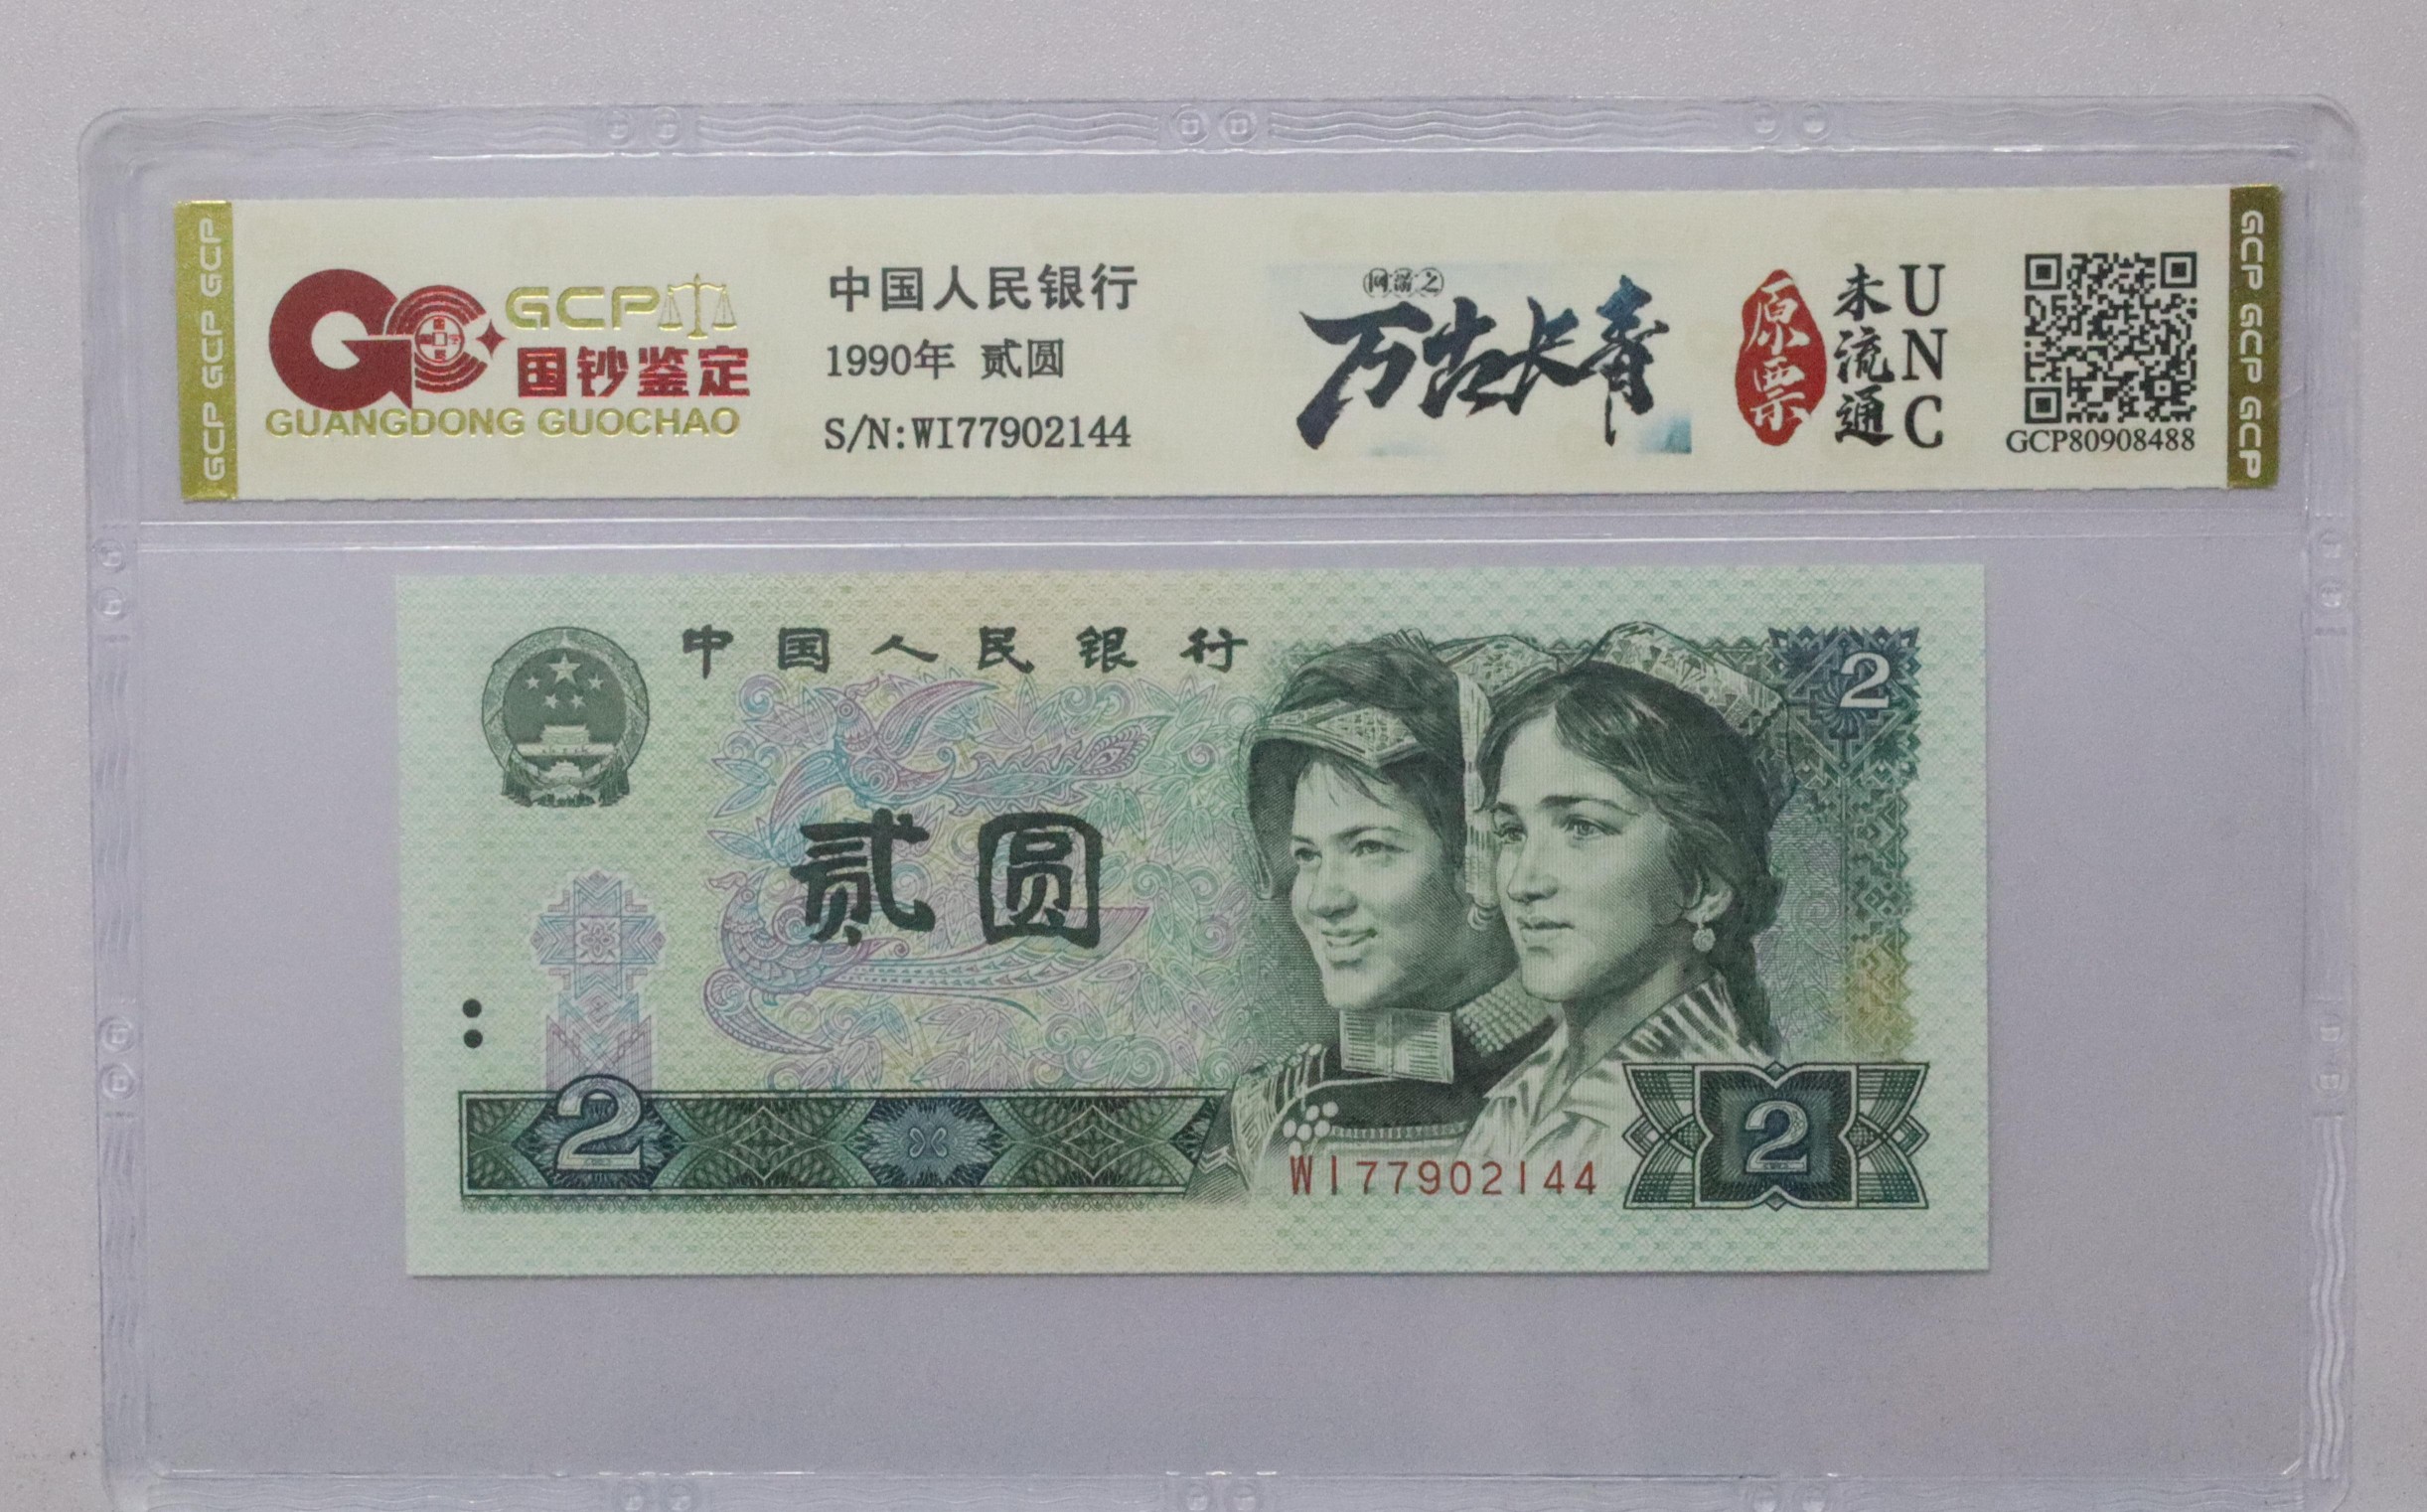 GCP GCP GCP
GCP
国钞鉴定
GUANGDONG GUOCHAO
中国人民银行
1990年 贰圆
S/N:WI77902144
万古长青
原票
未流通
UNC
GCP80908488
GCP GCP GCP
中国人民银行
2
贰圆
2
WI77902144
2